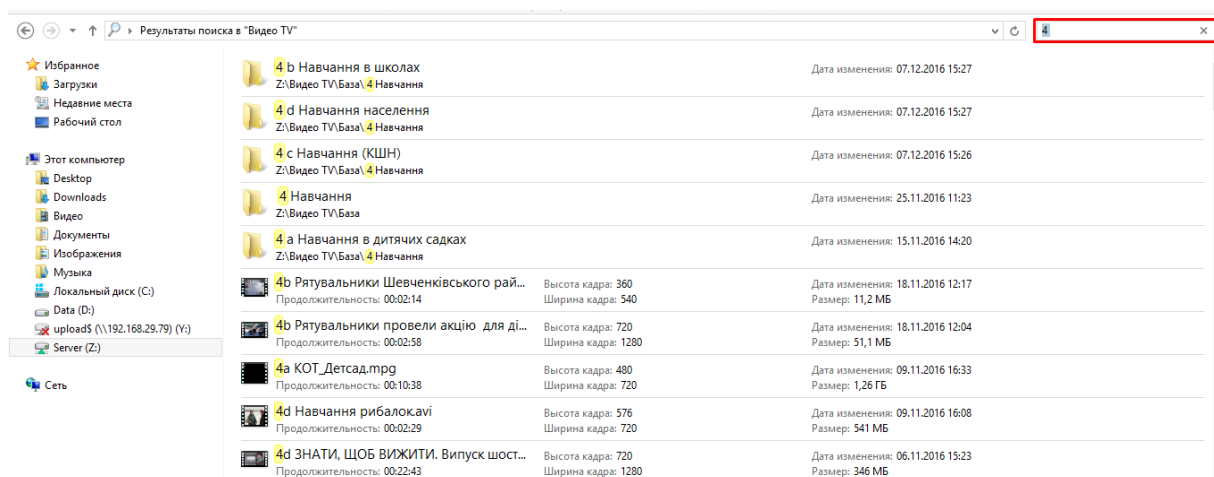 Результаты поиска в "Видео TV"
4
Избранное
Загрузки
Недавние места
Рабочий стол
Этот компьютер
Desktop
Downloads
Видео
Документы
Изображения
Музыка
Локальный диск (C:)
Data (D:)
upload$ (\\192.168.29.79) (Y:)
Server (Z:)
Сеть
4 b Навчання в школах
Z:\Видео TV\База\ 4 Навчання
Дата изменения: 07.12.2016 15:27
4 d Навчання населення
Z:\Видео TV\База\ 4 Навчання
Дата изменения: 07.12.2016 15:27
4 c Навчання (КШН)
Z:\Видео TV\База\ 4 Навчання
Дата изменения: 07.12.2016 15:26
4 Навчання
Z:\Видео TV\База
Дата изменения: 25.11.2016 11:23
4 a Навчання в дитячих садках
Z:\Видео TV\База\ 4 Навчання
Дата изменения: 15.11.2016 14:20
4b Рятувальники Шевченківського рай...
Продолжительность: 00:02:14
Высота кадра: 360
Ширина кадра: 540
Дата изменения: 18.11.2016 12:17
Размер: 11,2 МБ
4b Рятувальники провели акцію для ді...
Продолжительность: 00:02:58
Высота кадра: 720
Ширина кадра: 1280
Дата изменения: 18.11.2016 12:04
Размер: 51,1 МБ
4a КОТ_Детсад.mpg
Продолжительность: 00:10:38
Высота кадра: 480
Ширина кадра: 720
Дата изменения: 09.11.2016 16:33
Размер: 1,26 ГБ
4d Навчання рибалок.avi
Продолжительность: 00:02:29
Высота кадра: 576
Ширина кадра: 720
Дата изменения: 09.11.2016 16:08
Размер: 541 МБ
4d ЗНАТИ, ЩОБ ВИЖИТИ. Випуск шост...
Продолжительность: 00:22:43
Высота кадра: 720
Ширина кадра: 1280
Дата изменения: 06.11.2016 15:23
Размер: 346 МБ